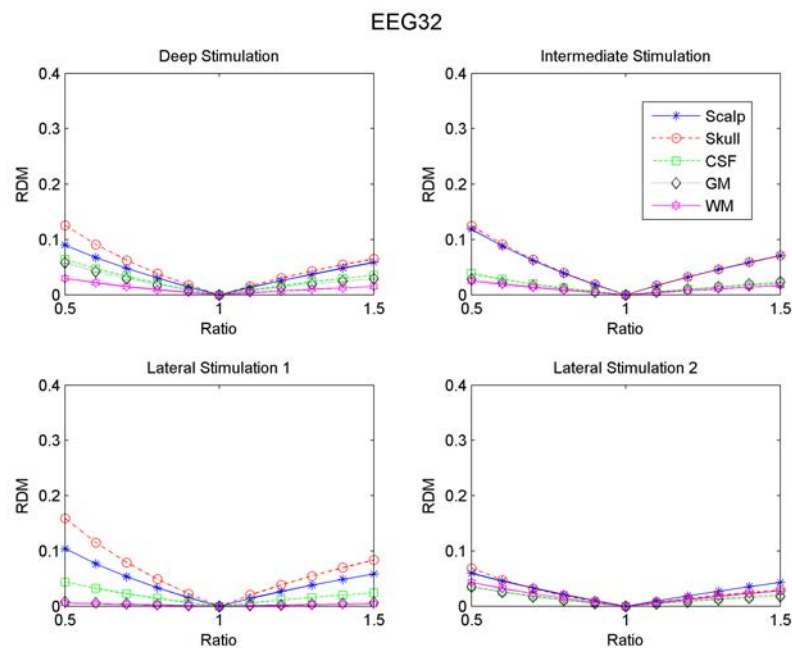 EEG32
Deep Stimulation
0.4
0.3
0.2
0.1
0
RDM
0.5
1
1.5
Ratio
Intermediate Stimulation
0.4
0.3
0.2
0.1
0
RDM
Scalp
Skull
CSF
GM
WM
0.5
1
1.5
Ratio
Lateral Stimulation 1
0.4
0.3
0.2
0.1
0
RDM
0.5
1
1.5
Ratio
Lateral Stimulation 2
0.4
0.3
0.2
0.1
0
RDM
0.5
1
1.5
Ratio